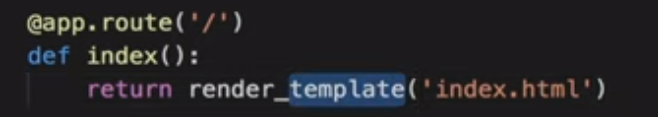 @app.route('/')
def index():
    return render_template('index.html')